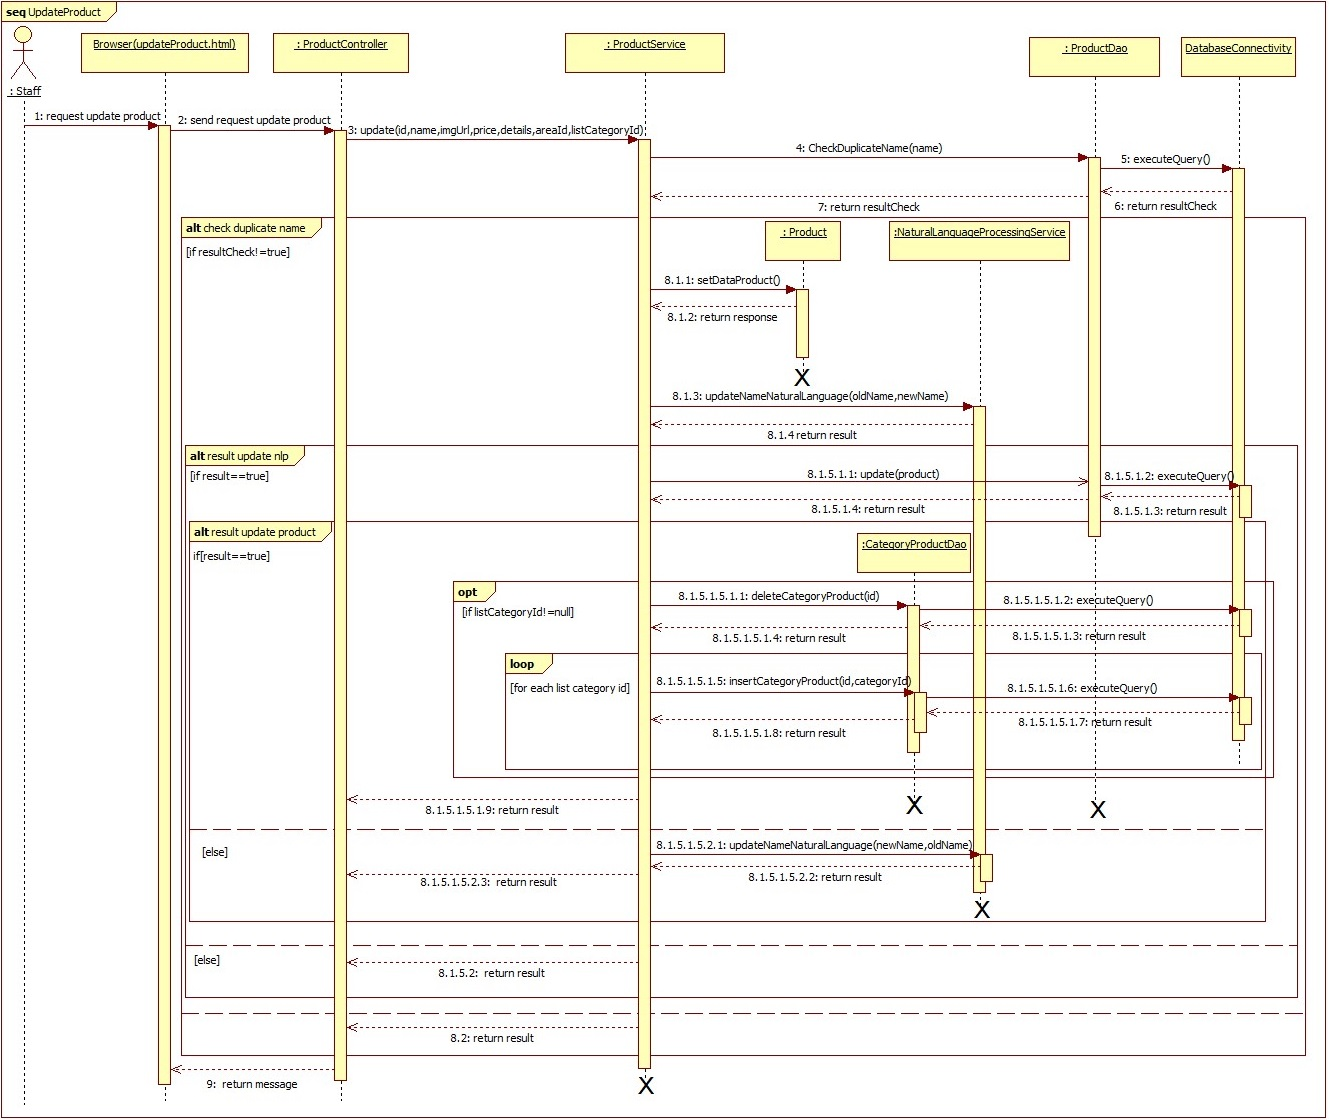 seq UpdateProduct
: Staff
Browser(updateProduct.html)
: ProductController
: ProductService
: ProductDao
DatabaseConnectivity
1: request update product
2: send request update product
3: update(id,name,imgUrl,price,details,areaId,listCategoryId)
4: CheckDuplicateName(name)
5: executeQuery()
6: return resultCheck
7: return resultCheck
alt check duplicate name
[if resultCheck!=true]
: Product
:NaturalLanguageProcessingService
8.1.1: setDataProduct()
8.1.2: return response
X
8.1.3: updateNameNaturalLanguage(oldName,newName)
8.1.4 return result
alt result update nlp
[if result==true]
8.1.5.1.1: update(product)
8.1.5.1.2: executeQuery()
8.1.5.1.3: return result
8.1.5.1.4: return result
alt result update product
if[result==true]
:CategoryProductDao
opt
[if listCategoryId!=null]
8.1.5.1.5.1.1: deleteCategoryProduct(id)
8.1.5.1.5.1.2: executeQuery()
8.1.5.1.5.1.3: return result
8.1.5.1.5.1.4: return result
loop
[for each list category id]
8.1.5.1.5.1.5: insertCategoryProduct(id,categoryId)
8.1.5.1.5.1.6: executeQuery()
8.1.5.1.5.1.7: return result
8.1.5.1.5.1.8: return result
8.1.5.1.5.1.9: return result
X
X
[else]
8.1.5.1.5.2.1: updateNameNaturalLanguage(newName,oldName)
8.1.5.1.5.2.2: return result
8.1.5.1.5.2.3: return result
X
[else]
8.1.5.2: return result
8.2: return result
9: return message
X